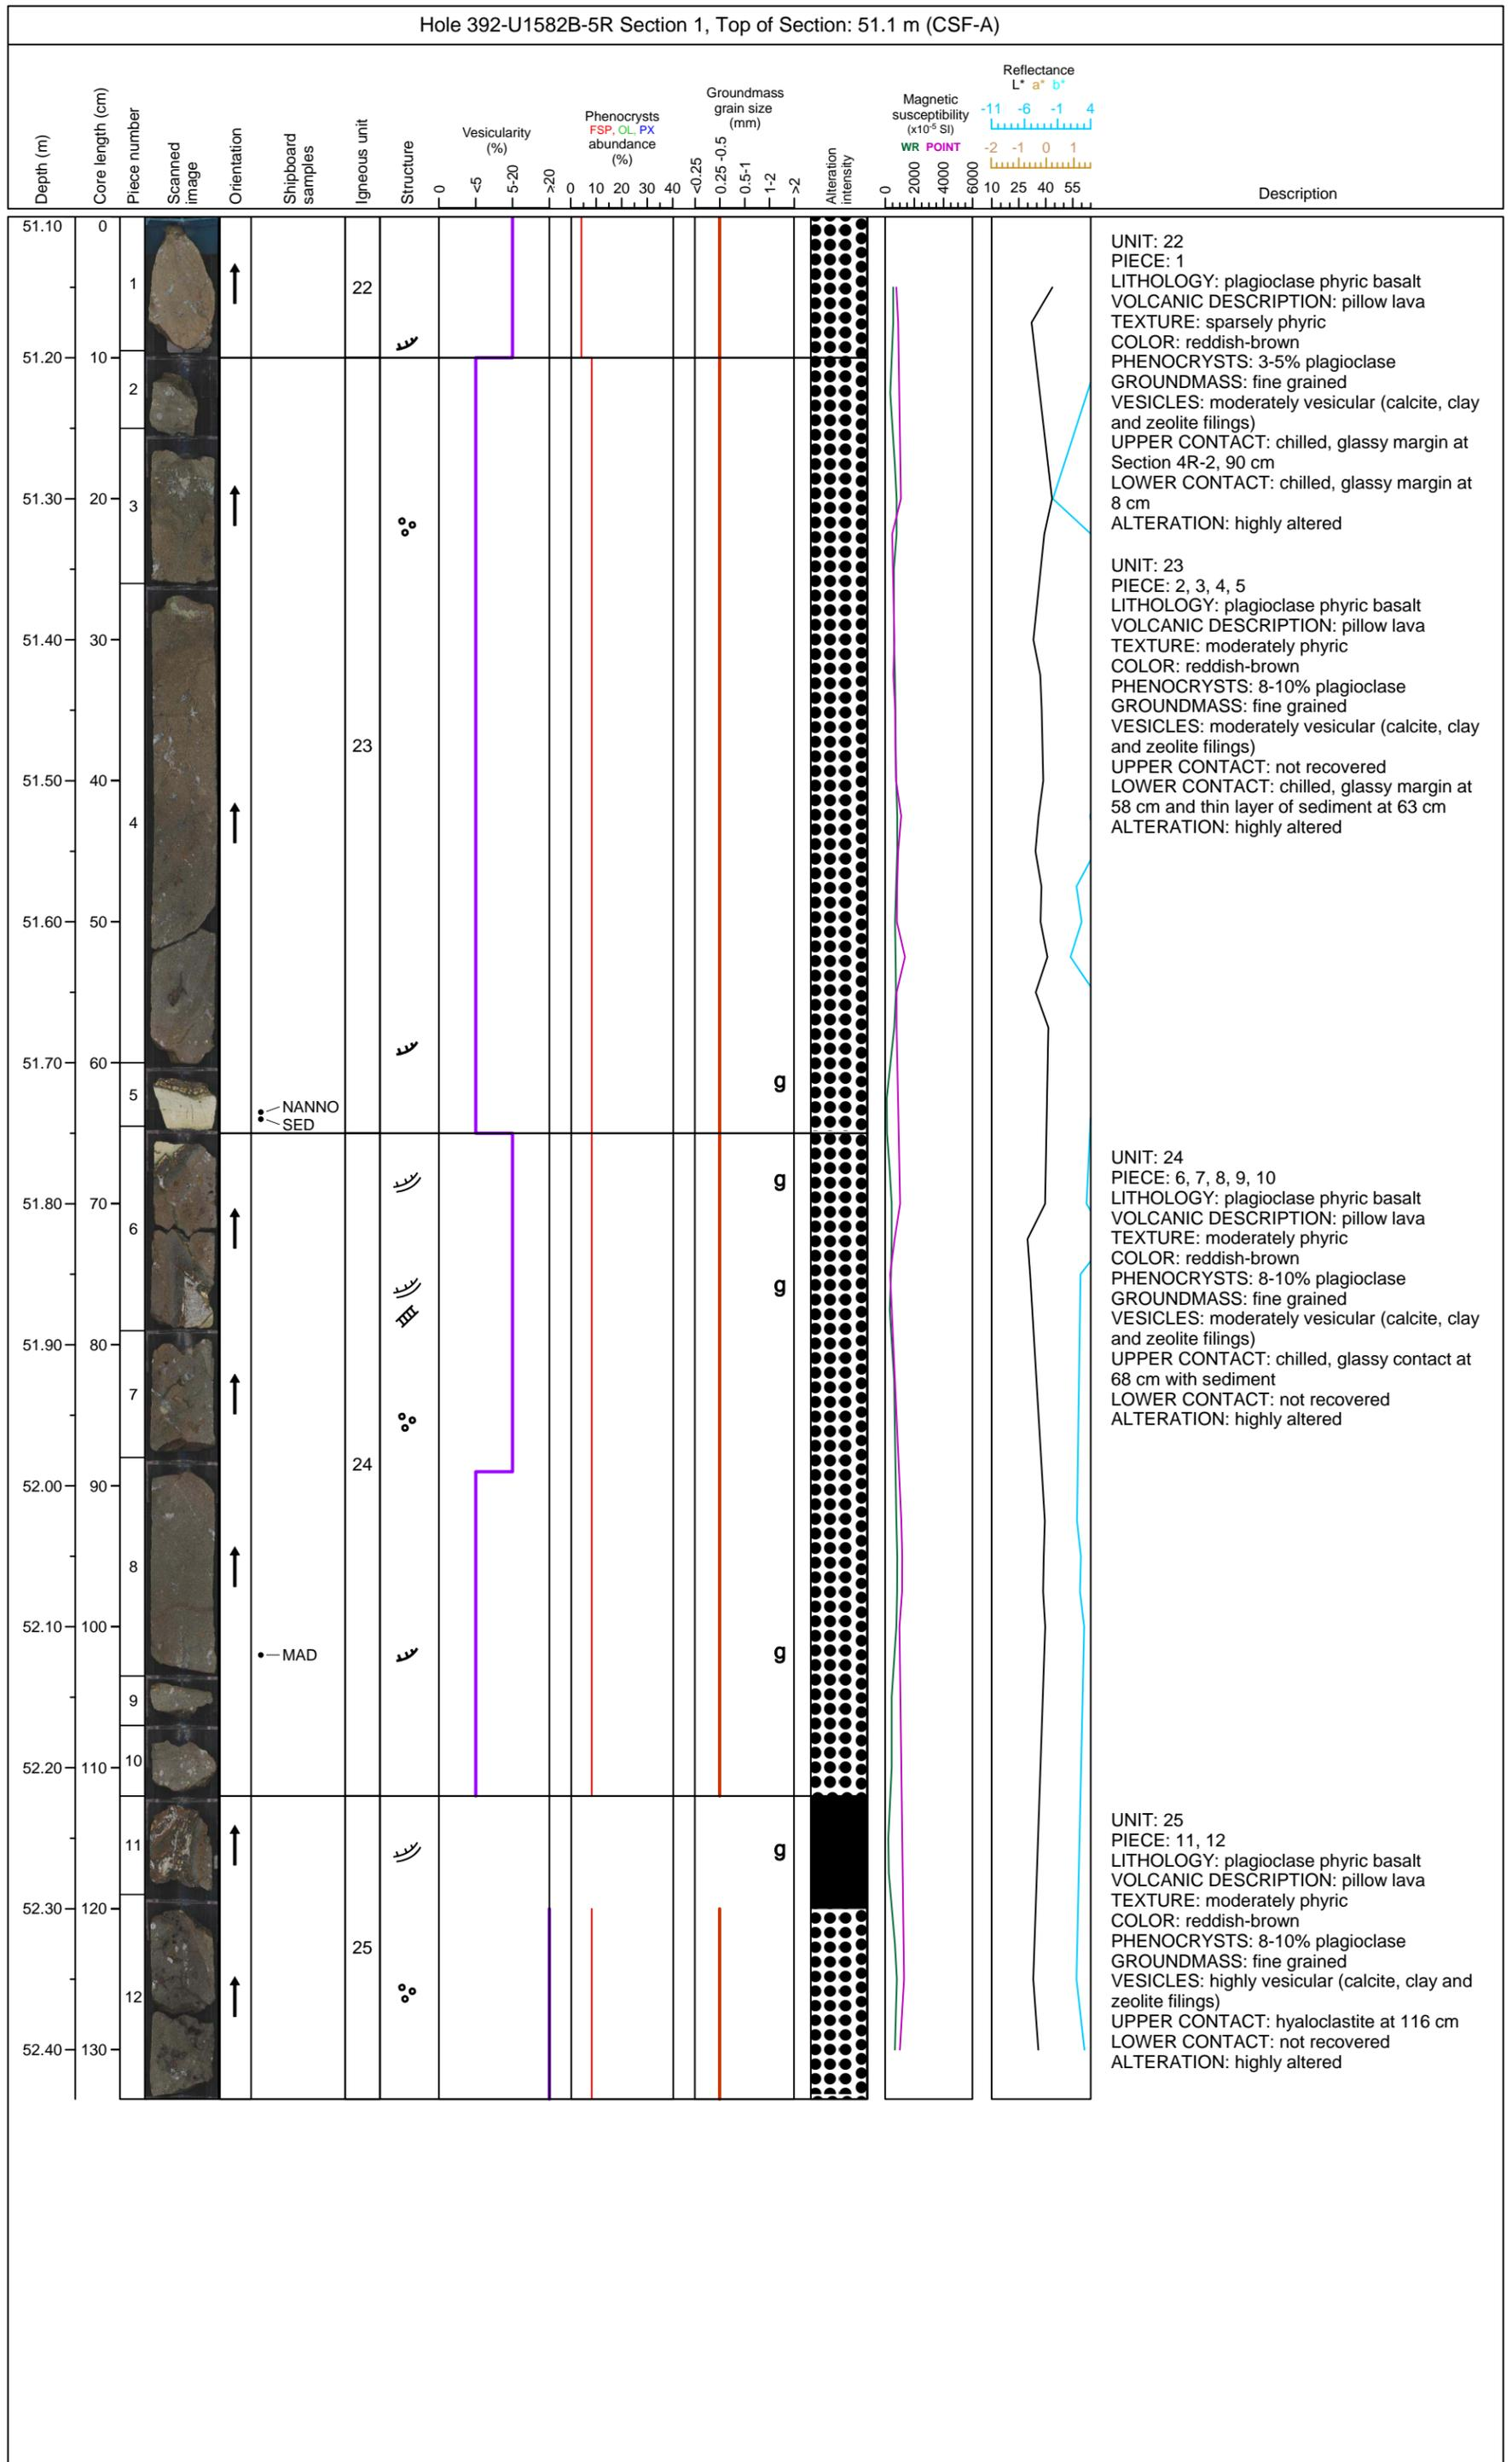 Hole 392-U1582B-5R Section 1, Top of Section: 51.1 m (CSF-A)
Depth (m)
Core length (cm)
Piece number
Scanned
image
Orientation
Shipboard
samples
Igneous unit
Structure
Vesicularity
(%)
0 <5 5-20 >20
Phenocrysts
FSP, OL, PX
abundance
(%)
0 10 20 30 40
Groundmass
grain size
(mm)
<0.25 0.25 -0.5 0.5-1 1-2 >2
Alteration
intensity
Magnetic
susceptibility
(x10⁻⁵ SI)
WR POINT
0 2000 4000 6000
Reflectance
L* a* b*
-11 -6 -1 4
-2 -1 0 1
10 25 40 55
Description
51.10 0
1
22
51.20 10
2
51.30 20
3
51.40 30
23
51.50 40
4
51.60 50
51.70 60
5
g
NANNO
SED
51.80 70
g
6
g
51.90 80
7
24
52.00 90
8
52.10 100
MAD
g
9
52.20 110
10
11
g
52.30 120
25
12
52.40 130
UNIT: 22
PIECE: 1
LITHOLOGY: plagioclase phyric basalt
VOLCANIC DESCRIPTION: pillow lava
TEXTURE: sparsely phyric
COLOR: reddish-brown
PHENOCRYSTS: 3-5% plagioclase
GROUNDMASS: fine grained
VESICLES: moderately vesicular (calcite, clay
and zeolite filings)
UPPER CONTACT: chilled, glassy margin at
Section 4R-2, 90 cm
LOWER CONTACT: chilled, glassy margin at
8 cm
ALTERATION: highly altered
UNIT: 23
PIECE: 2, 3, 4, 5
LITHOLOGY: plagioclase phyric basalt
VOLCANIC DESCRIPTION: pillow lava
TEXTURE: moderately phyric
COLOR: reddish-brown
PHENOCRYSTS: 8-10% plagioclase
GROUNDMASS: fine grained
VESICLES: moderately vesicular (calcite, clay
and zeolite filings)
UPPER CONTACT: not recovered
LOWER CONTACT: chilled, glassy margin at
58 cm and thin layer of sediment at 63 cm
ALTERATION: highly altered
UNIT: 24
PIECE: 6, 7, 8, 9, 10
LITHOLOGY: plagioclase phyric basalt
VOLCANIC DESCRIPTION: pillow lava
TEXTURE: moderately phyric
COLOR: reddish-brown
PHENOCRYSTS: 8-10% plagioclase
GROUNDMASS: fine grained
VESICLES: moderately vesicular (calcite, clay
and zeolite filings)
UPPER CONTACT: chilled, glassy contact at
68 cm with sediment
LOWER CONTACT: not recovered
ALTERATION: highly altered
UNIT: 25
PIECE: 11, 12
LITHOLOGY: plagioclase phyric basalt
VOLCANIC DESCRIPTION: pillow lava
TEXTURE: moderately phyric
COLOR: reddish-brown
PHENOCRYSTS: 8-10% plagioclase
GROUNDMASS: fine grained
VESICLES: highly vesicular (calcite, clay and
zeolite filings)
UPPER CONTACT: hyaloclastite at 116 cm
LOWER CONTACT: not recovered
ALTERATION: highly altered